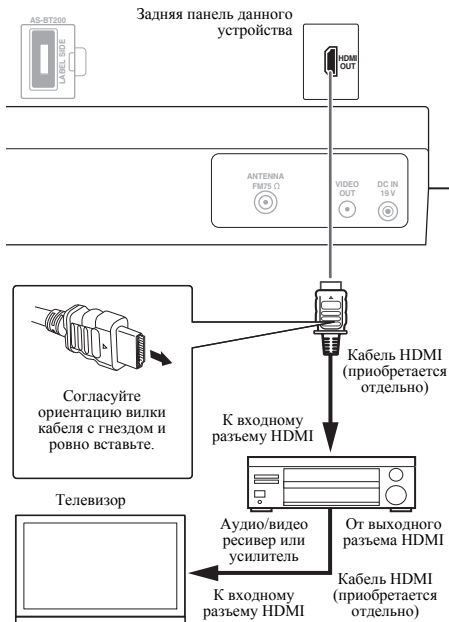 Задняя панель данного
устройства
AS-BT200
LABEL SIDE
HDMI
OUT
ANTENNA
FM75 Ω
VIDEO
OUT
DC IN
19 V
Кабель HDMI
(приобретается
отдельно)
Согласуйте
ориентацию вилки
кабеля с гнездом и
ровно вставьте.
К входному
разъему HDMI
Телевизор
Аудио/видео
ресивер или
усилитель
От выходного
разъема HDMI
К входному
разъему HDMI
Кабель HDMI
(приобретается
отдельно)